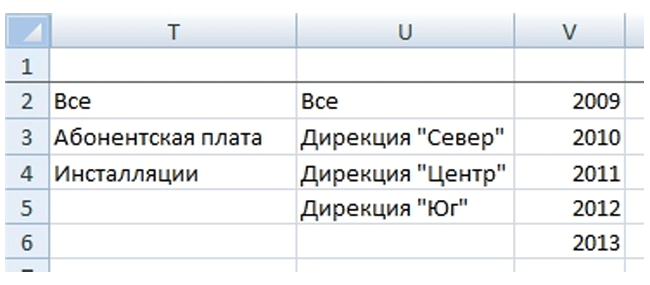 T U V
1
2 Все Все 2009
3 Абонентская плата Дирекция "Север" 2010
4 Инсталляции Дирекция "Центр" 2011
5 Дирекция "Юг" 2012
6 2013